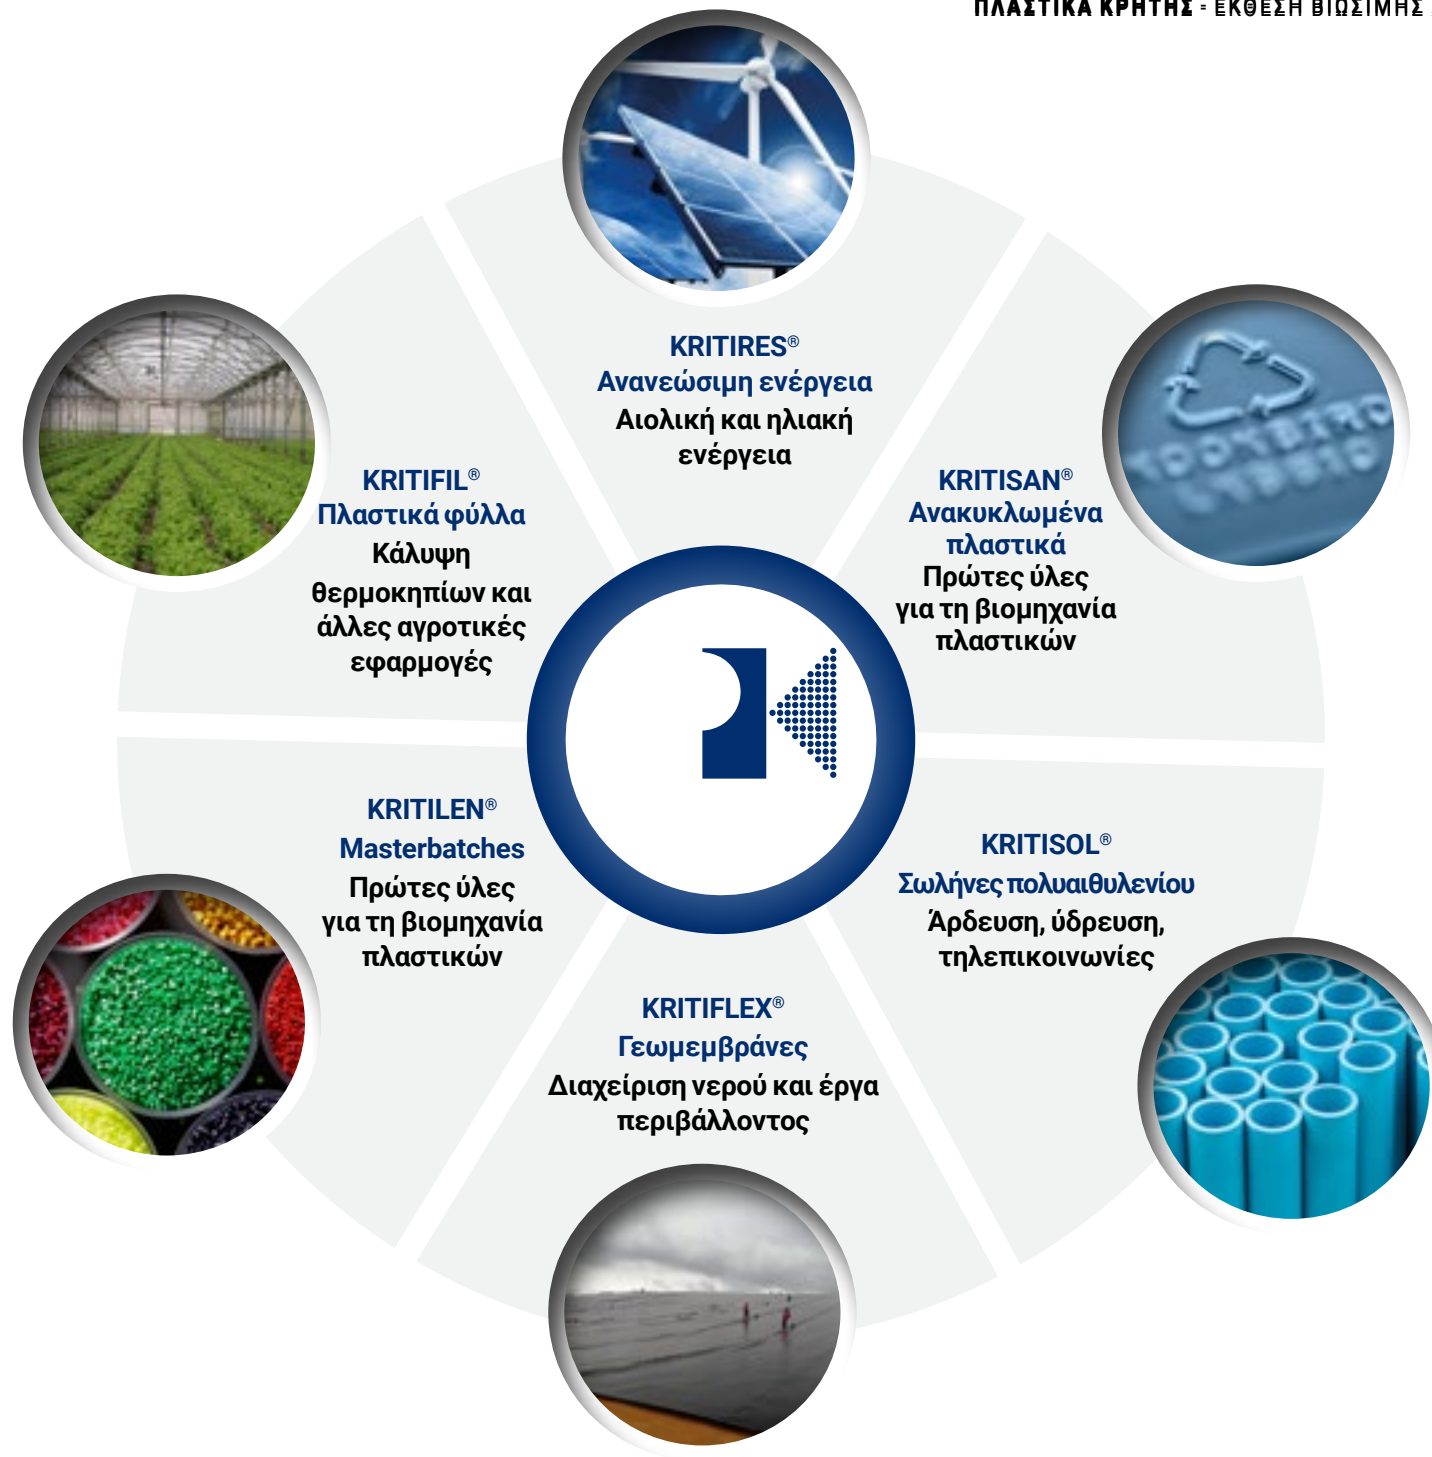 ΠΛΑΣΤΙΚΑ ΚΡΗΤΗΣ - ΕΚΘΕΣΗ ΒΙΩΣΙΜΗΣ
KRITIRES®
Ανανεώσιμη ενέργεια
Αιολική και ηλιακή
ενέργεια
KRITIFIL®
Πλαστικά φύλλα
Κάλυψη
θερμοκηπίων και
άλλες αγροτικές
εφαρμογές
KRITISAN®
Ανακυκλωμένα
πλαστικά
Πρώτες ύλες
για τη βιομηχανία
πλαστικών
KRITILEN®
Masterbatches
Πρώτες ύλες
για τη βιομηχανία
πλαστικών
KRITISOL®
Σωλήνες πολυαιθυλενίου
Άρδευση, ύδρευση,
τηλεπικοινωνίες
KRITIFLEX®
Γεωμεμβράνες
Διαχείριση νερού και έργα
περιβάλλοντος